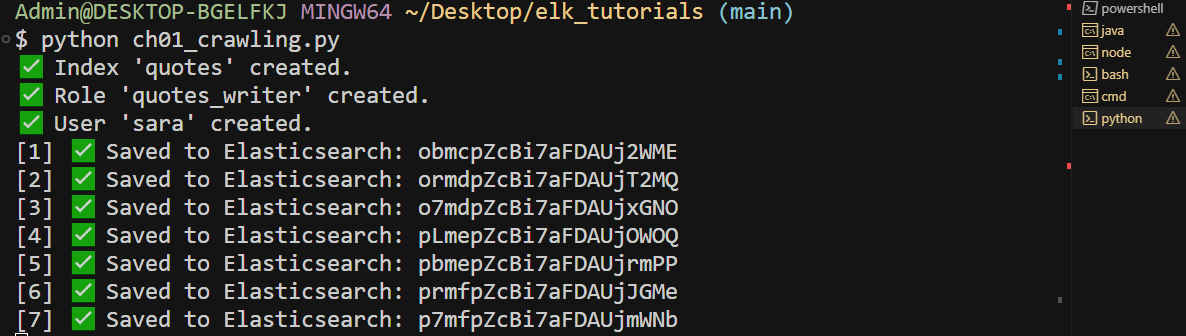 Admin@DESKTOP-BGELFKJ MINGW64 ~/Desktop/elk_tutorials (main)
$ python ch01_crawling.py
✅ Index 'quotes' created.
✅ Role 'quotes_writer' created.
✅ User 'sara' created.
[1] ✅ Saved to Elasticsearch: obmcpZcBi7aFDAUj2WME
[2] ✅ Saved to Elasticsearch: ormdpZcBi7aFDAUjT2MQ
[3] ✅ Saved to Elasticsearch: o7mdpZcBi7aFDAUjxGNO
[4] ✅ Saved to Elasticsearch: pLmepZcBi7aFDAUjOWOQ
[5] ✅ Saved to Elasticsearch: pbmepZcBi7aFDAUjrmPP
[6] ✅ Saved to Elasticsearch: prmfpZcBi7aFDAUjJGMe
[7] ✅ Saved to Elasticsearch: p7mfpZcBi7aFDAUjmWNb
powershell
java
node
bash
cmd
python